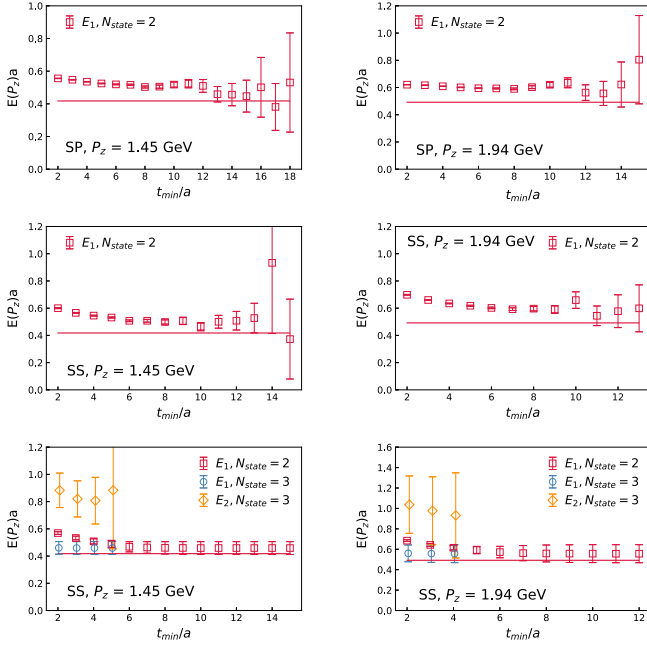 1.0
0.8
0.6
0.4
0.2
0.0
E(P_z)a
E_1, N_state = 2
SP, P_z = 1.45 GeV
2 4 6 8 10 12 14 16 18
t_min/a
1.0
0.8
0.6
0.4
0.2
0.0
E(P_z)a
E_1, N_state = 2
SP, P_z = 1.94 GeV
2 4 6 8 10 12 14
t_min/a
1.2
1.0
0.8
0.6
0.4
0.2
0.0
E(P_z)a
E_1, N_state = 2
SS, P_z = 1.45 GeV
2 4 6 8 10 12 14
t_min/a
1.2
1.0
0.8
0.6
0.4
0.2
0.0
E(P_z)a
SS, P_z = 1.94 GeV
E_1, N_state = 2
2 4 6 8 10 12
t_min/a
1.2
1.0
0.8
0.6
0.4
0.2
0.0
E(P_z)a
E_1, N_state = 2
E_1, N_state = 3
E_2, N_state = 3
SS, P_z = 1.45 GeV
2 4 6 8 10 12 14
t_min/a
1.6
1.4
1.2
1.0
0.8
0.6
0.4
0.2
0.0
E(P_z)a
E_1, N_state = 2
E_1, N_state = 3
E_2, N_state = 3
SS, P_z = 1.94 GeV
2 4 6 8 10 12
t_min/a